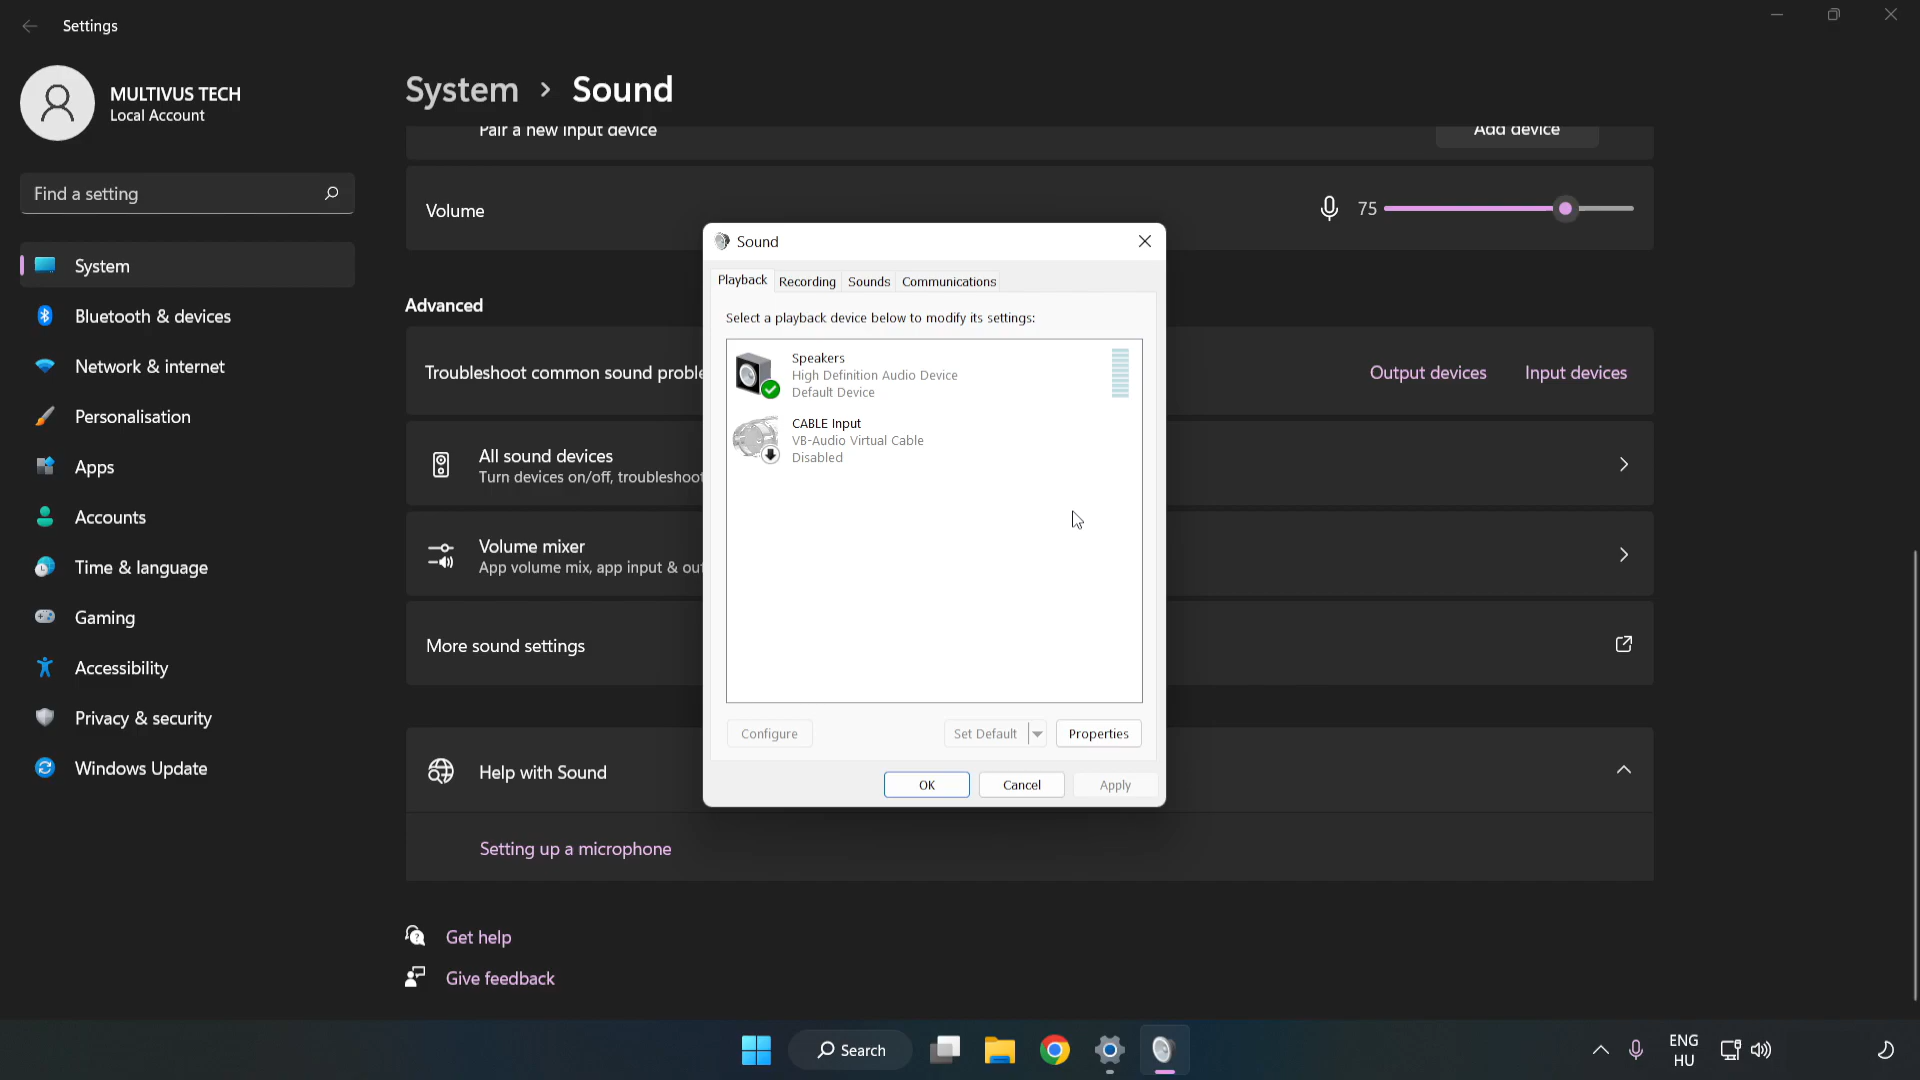 Settings
MULTIVUS TECH
Local Account
Find a setting
System
Bluetooth & devices
Network & internet
Personalisation
Apps
Accounts
Time & language
Gaming
Accessibility
Privacy & security
Windows Update
System > Sound
Pair a new input device
Add device
Volume
75
Advanced
Troubleshoot common sound proble
Output devices
Input devices
All sound devices
Turn devices on/off, troubleshoot
Volume mixer
App volume mix, app input & ou
More sound settings
Help with Sound
Setting up a microphone
Get help
Give feedback
Sound
Playback
Recording
Sounds
Communications
Select a playback device below to modify its settings:
Speakers
High Definition Audio Device
Default Device
CABLE Input
VB-Audio Virtual Cable
Disabled
Configure
Set Default
Properties
OK
Cancel
Apply
Search
ENG
HU